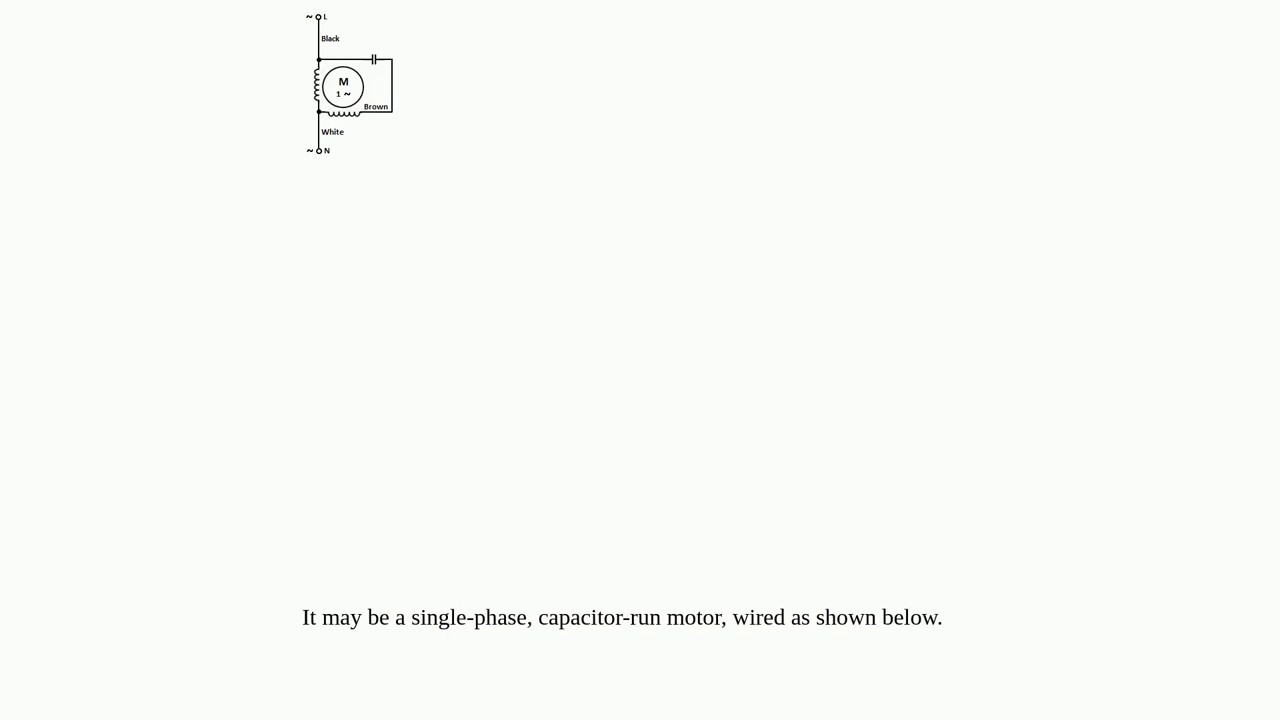 ~ L
Black
M
1 ~
Brown
White
~ N
It may be a single-phase, capacitor-run motor, wired as shown below.